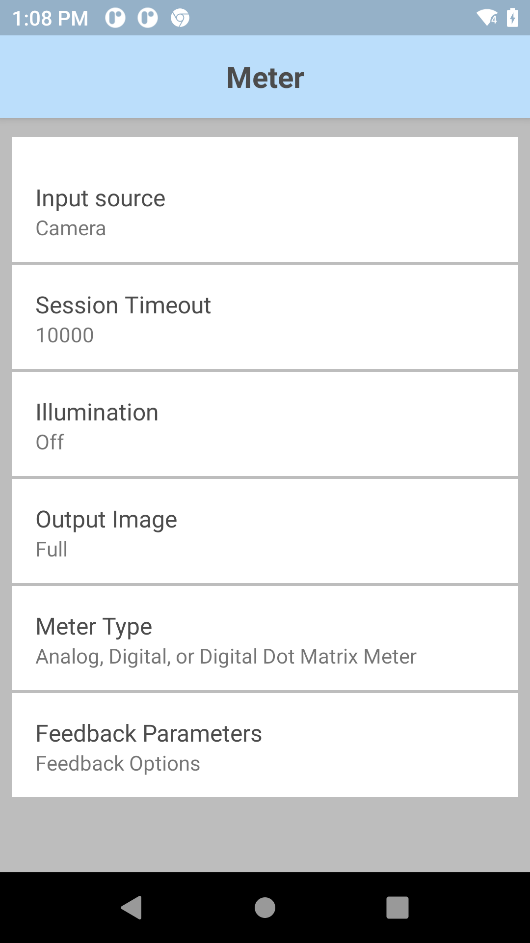 1:08 PM
4
Meter
Input source
Camera
Session Timeout
10000
Illumination
Off
Output Image
Full
Meter Type
Analog, Digital, or Digital Dot Matrix Meter
Feedback Parameters
Feedback Options